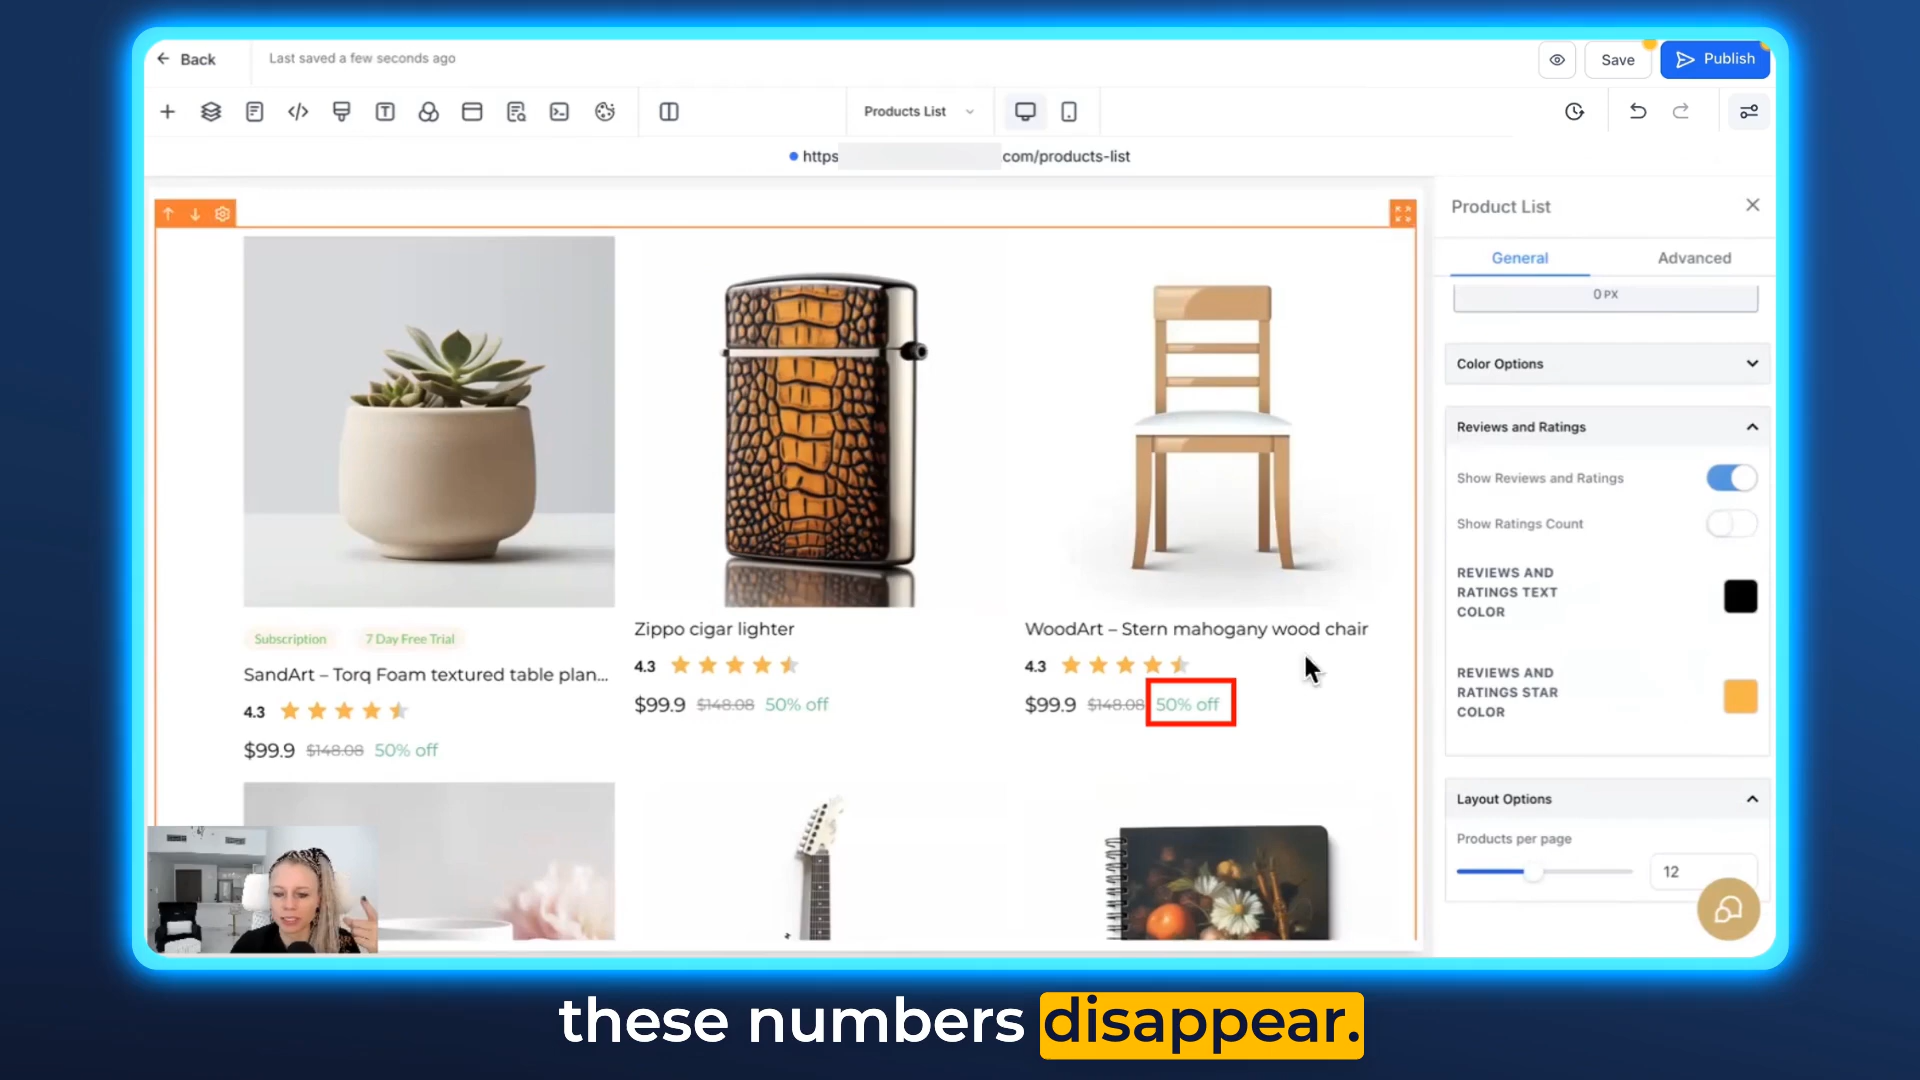 Back
Last saved a few seconds ago
Save
Publish
Products List
https
com/products-list
Product List
General
Advanced
0 PX
Color Options
Reviews and Ratings
Show Reviews and Ratings
Show Ratings Count
REVIEWS AND
RATINGS TEXT
COLOR
REVIEWS AND
RATINGS STAR
COLOR
Layout Options
Products per page
12
Subscription
7 Day Free Trial
SandArt – Torq Foam textured table plan...
4.3
$99.9 $148.08 50% off
Zippo cigar lighter
4.3
$99.9 $148.08 50% off
WoodArt – Stern mahogany wood chair
4.3
$99.9 $148.08 50% off
these numbers disappear.